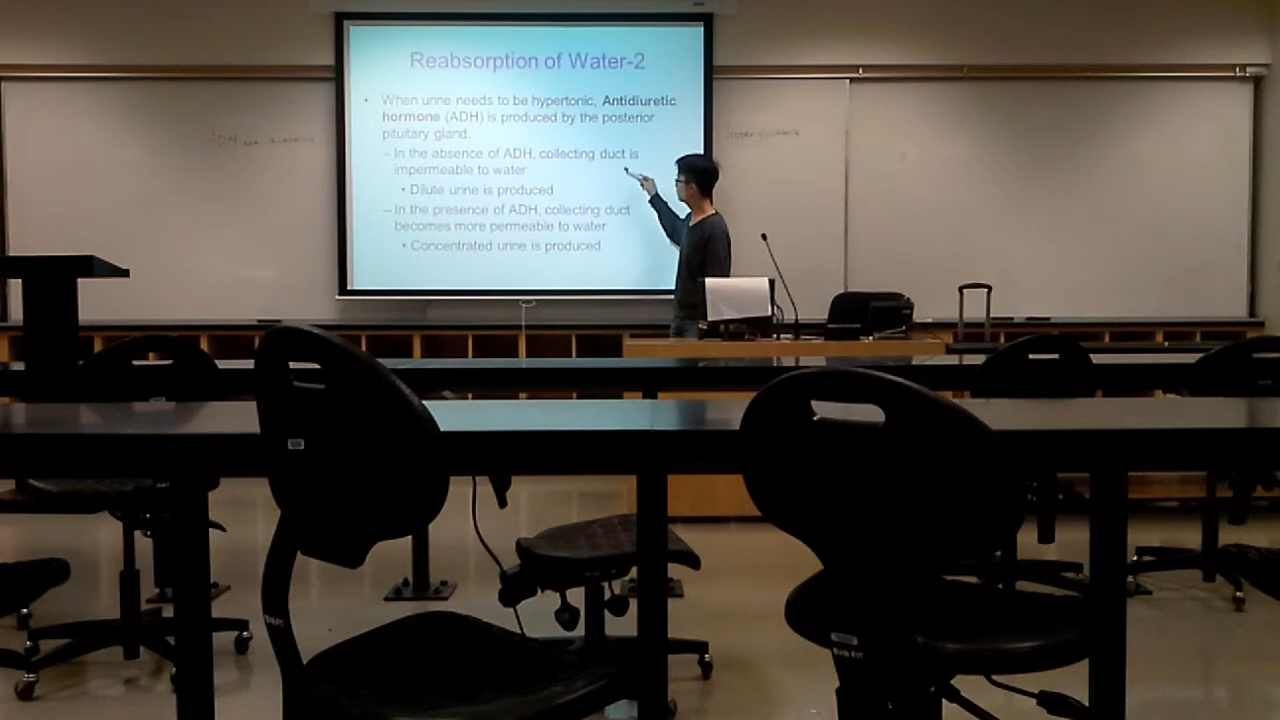 Reabsorption of Water-2
• When urine needs to be hypertonic, Antidiuretic
hormone (ADH) is produced by the posterior
pituitary gland.
– In the absence of ADH, collecting duct is
impermeable to water
• Dilute urine is produced
– In the presence of ADH, collecting duct
becomes more permeable to water
• Concentrated urine is produced
ADH